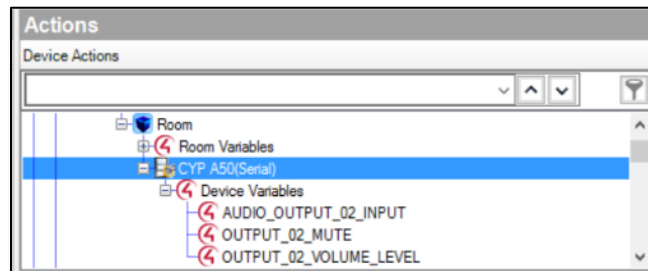 Actions
Device Actions
Room
Room Variables
CYP A50(Serial)
Device Variables
AUDIO_OUTPUT_02_INPUT
OUTPUT_02_MUTE
OUTPUT_02_VOLUME_LEVEL